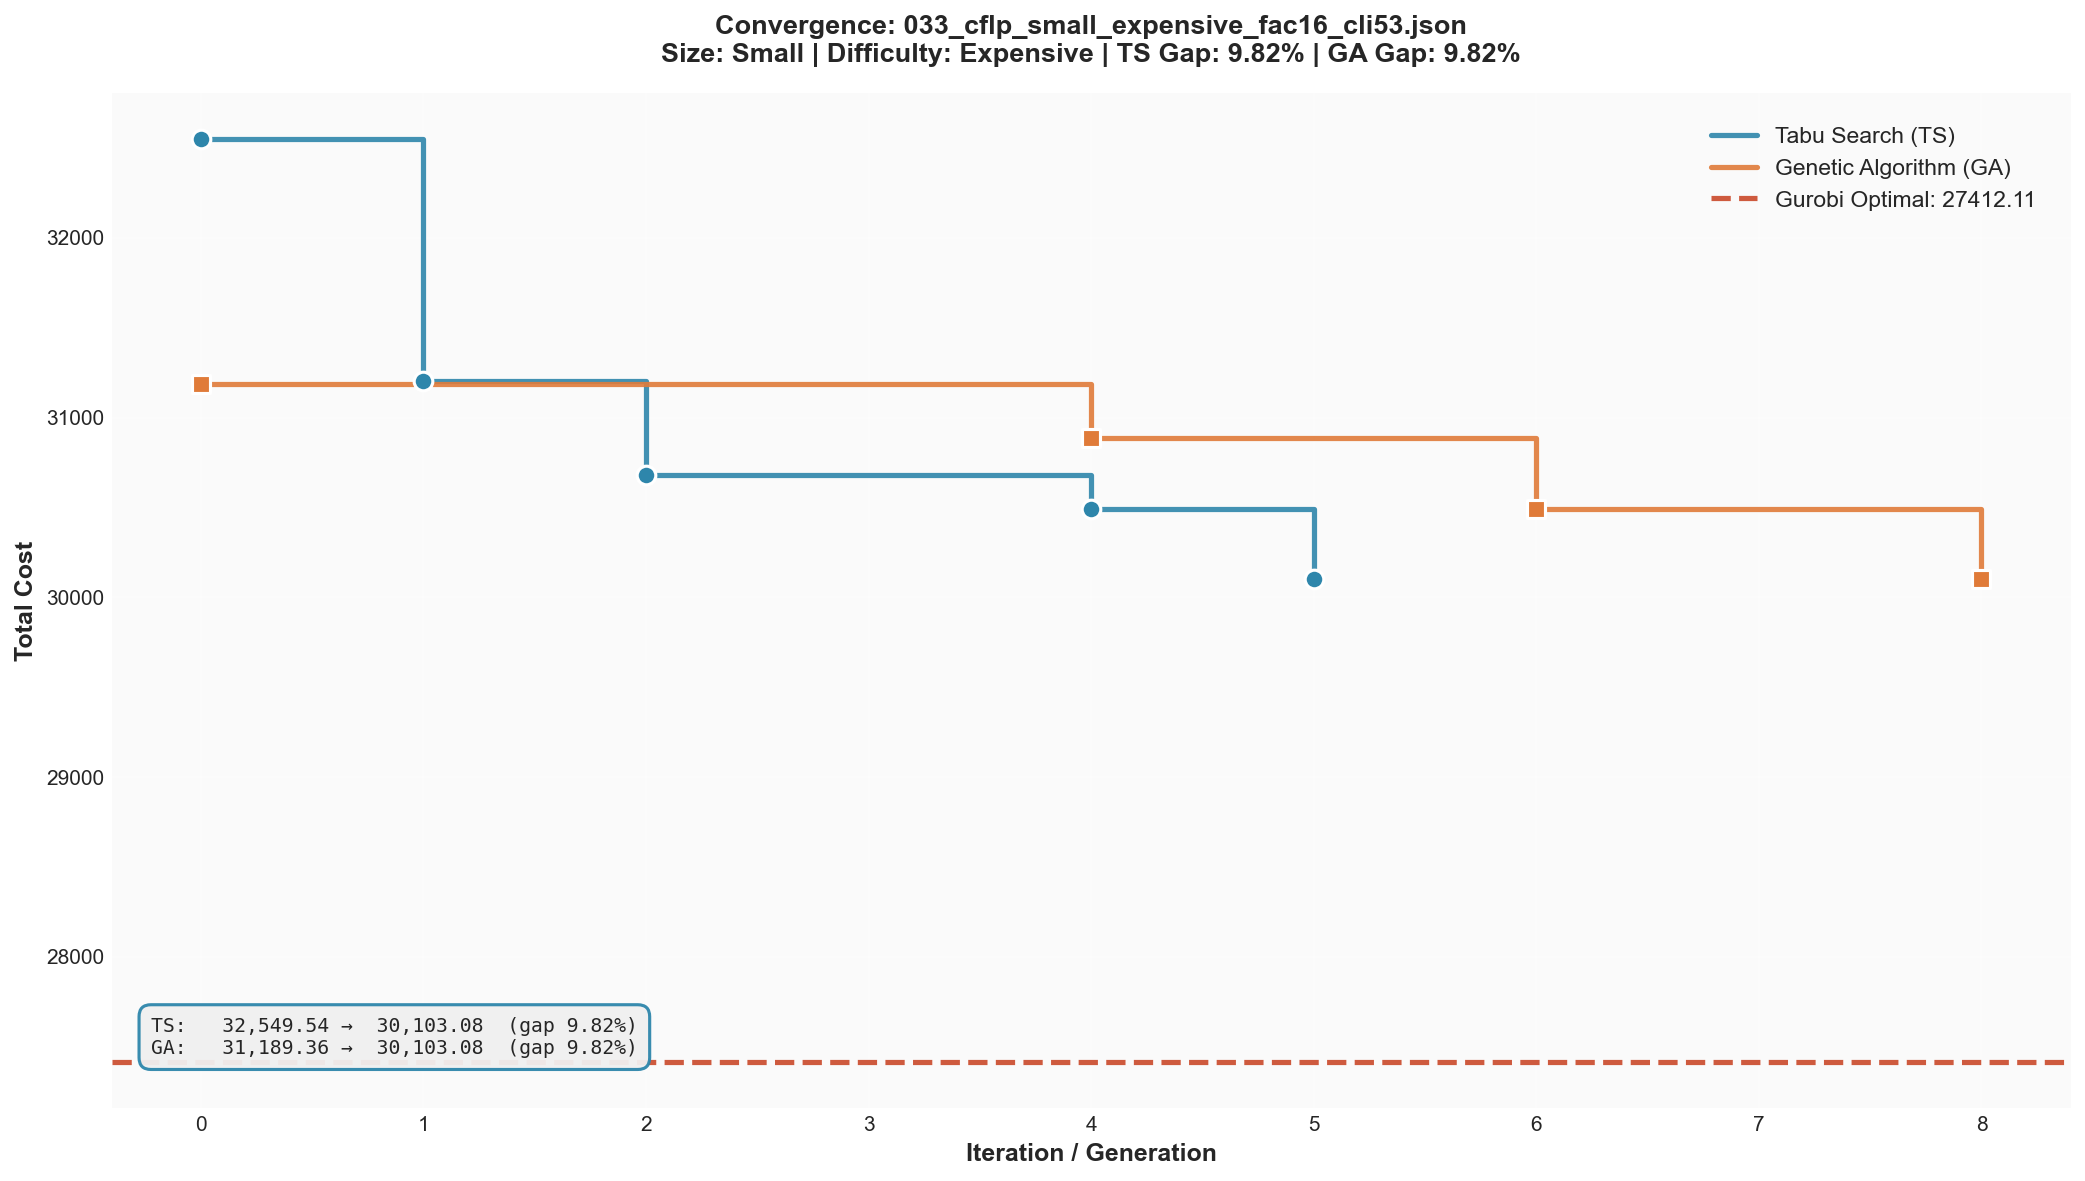 Convergence: 033_cflp_small_expensive_fac16_cli53.json
Size: Small | Difficulty: Expensive | TS Gap: 9.82% | GA Gap: 9.82%
Tabu Search (TS)
Genetic Algorithm (GA)
Gurobi Optimal: 27412.11
Total Cost
32000
31000
30000
29000
28000
TS:   32,549.54 →  30,103.08  (gap 9.82%)
GA:   31,189.36 →  30,103.08  (gap 9.82%)
0 1 2 3 4 5 6 7 8
Iteration / Generation